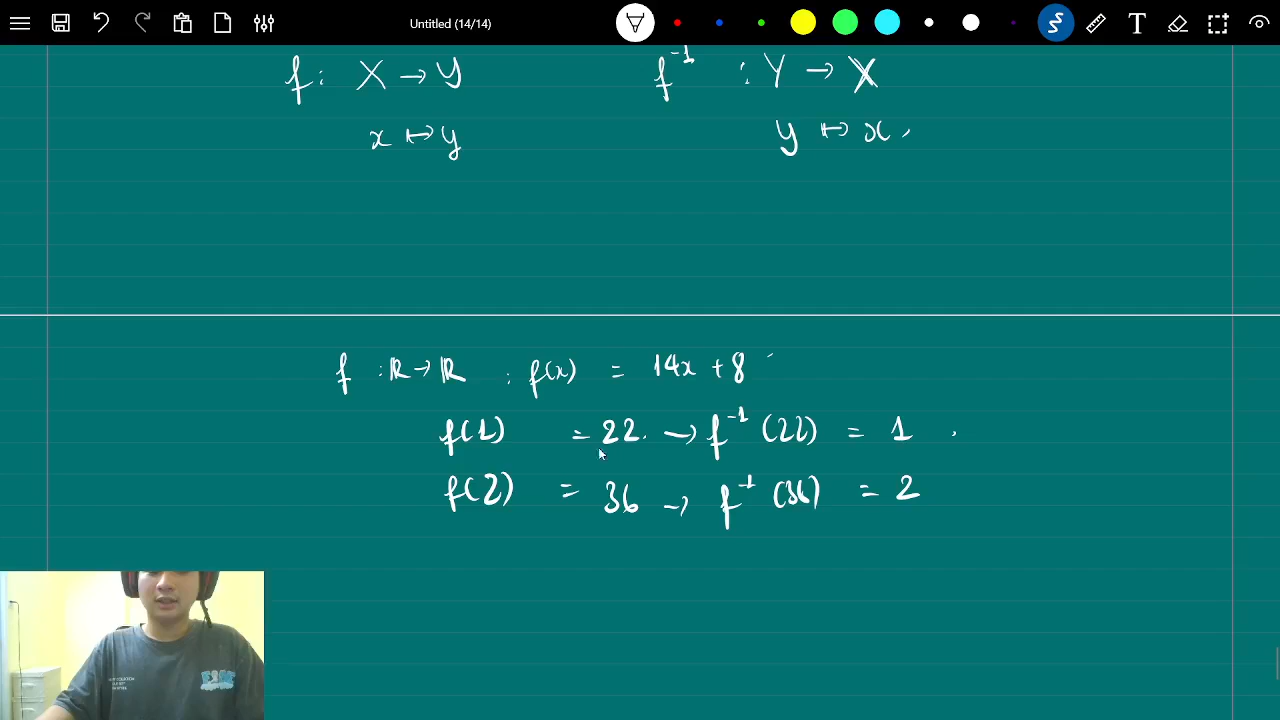 Untitled (14/14)
f : X → Y f⁻¹ : Y → X
x ↦ y y ↦ x
f : ℝ → ℝ : f(x) = 14x + 8
f(1) = 22. → f⁻¹(22) = 1
f(2) = 36 → f⁻¹(36) = 2